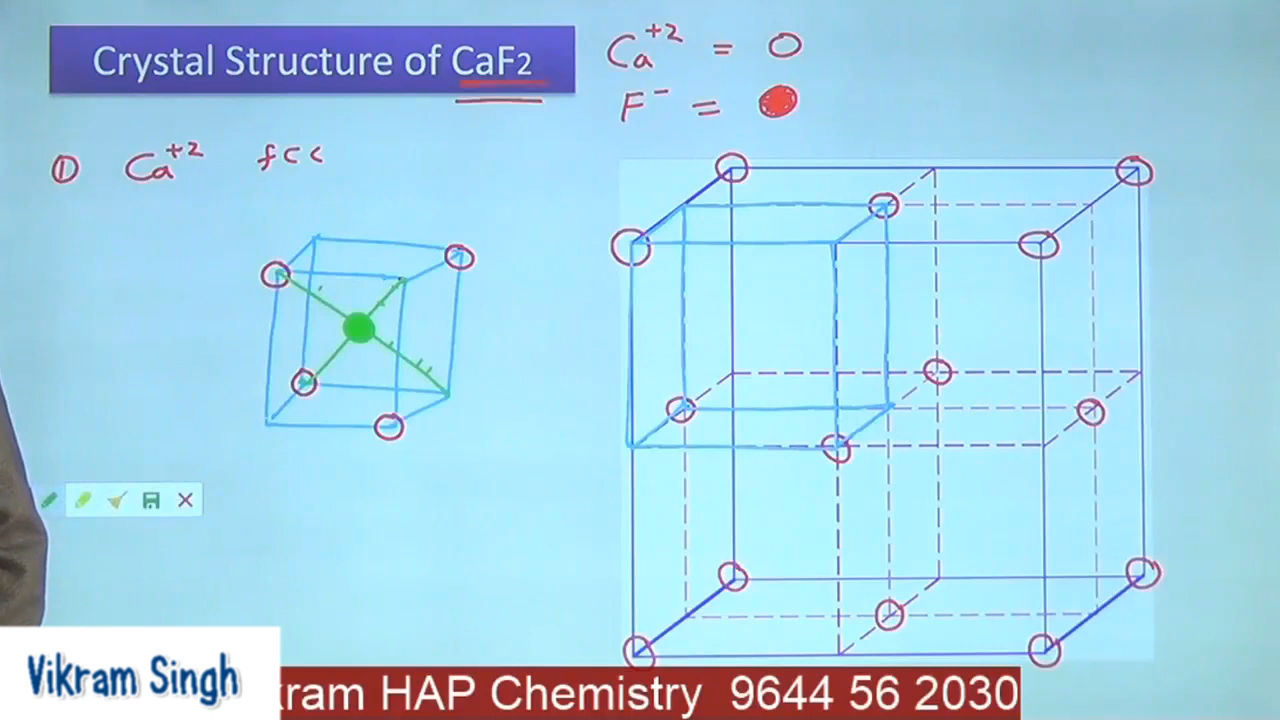 Crystal Structure of CaF₂
Ca⁺² = O
F⁻ =
① Ca⁺² fcc
Vikram Singh
kram HAP Chemistry 9644 56 2030